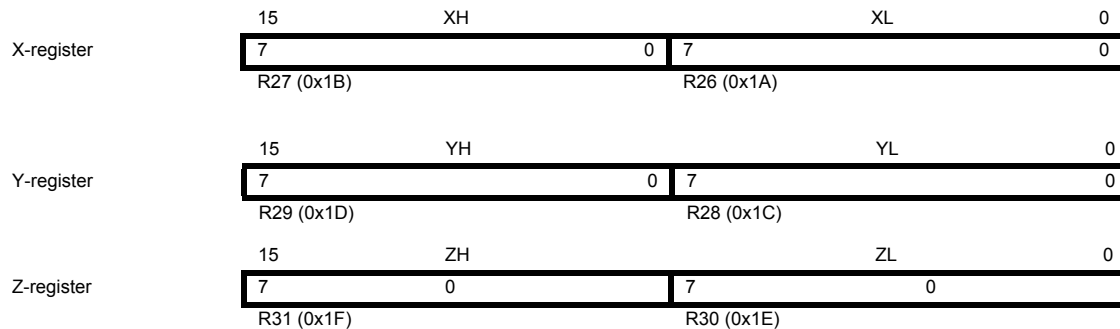 15 XH XL 0
X-register 7 0 7 0
R27 (0x1B) R26 (0x1A)
15 YH YL 0
Y-register 7 0 7 0
R29 (0x1D) R28 (0x1C)
15 ZH ZL 0
Z-register 7 0 7 0
R31 (0x1F) R30 (0x1E)